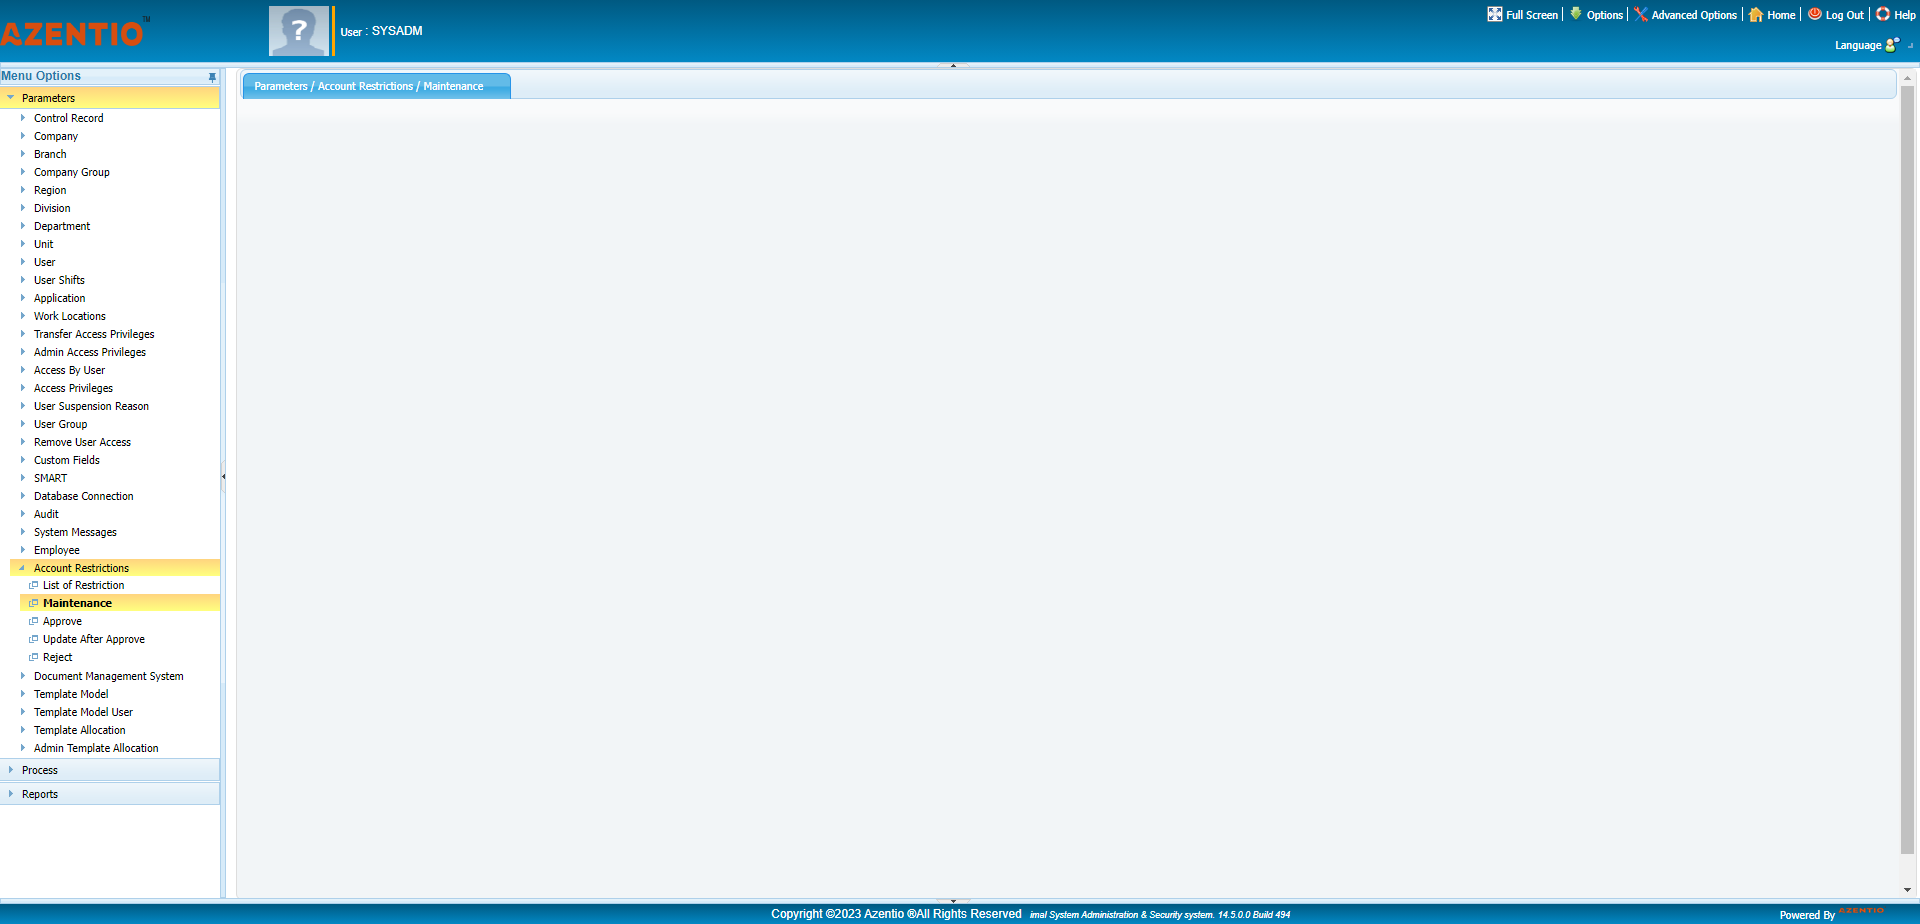 AZENTIO™
?
User : SYSADM
Full Screen
Options
Advanced Options
Home
Log Out
Help
Language
Menu Options
Parameters
Control Record
Company
Branch
Company Group
Region
Division
Department
Unit
User
User Shifts
Application
Work Locations
Transfer Access Privileges
Admin Access Privileges
Access By User
Access Privileges
User Suspension Reason
User Group
Remove User Access
Custom Fields
SMART
Database Connection
Audit
System Messages
Employee
Account Restrictions
List of Restriction
Maintenance
Approve
Update After Approve
Reject
Document Management System
Template Model
Template Model User
Template Allocation
Admin Template Allocation
Process
Reports
Parameters / Account Restrictions / Maintenance
Copyright ©2023 Azentio ®All Rights Reserved imal System Administration & Security system. 14.5.0.0 Build 494
Powered By AZENTIO